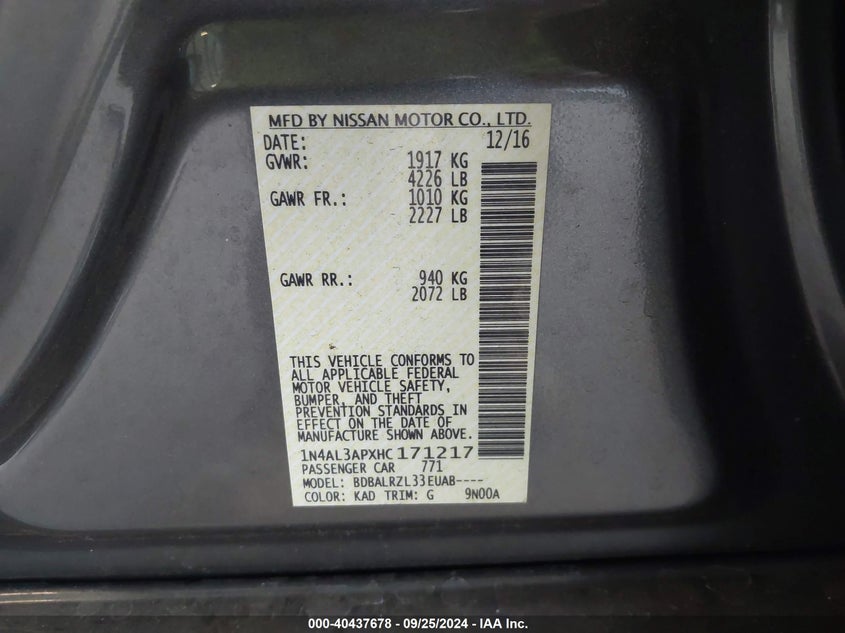 MFD BY NISSAN MOTOR CO., LTD.
DATE: 12/16
GVWR: 1917 KG
4226 LB
GAWR FR.: 1010 KG
2227 LB
GAWR RR.: 940 KG
2072 LB
THIS VEHICLE CONFORMS TO
ALL APPLICABLE FEDERAL
MOTOR VEHICLE SAFETY,
BUMPER, AND THEFT
PREVENTION STANDARDS IN
EFFECT ON THE DATE OF
MANUFACTURE SHOWN ABOVE.
1N4AL3APXHC171217
PASSENGER CAR 771
MODEL: BDBALRZL33EUAB----
COLOR: KAD TRIM: G 9N00A
000-40437678 - 09/25/2024 - IAA Inc.